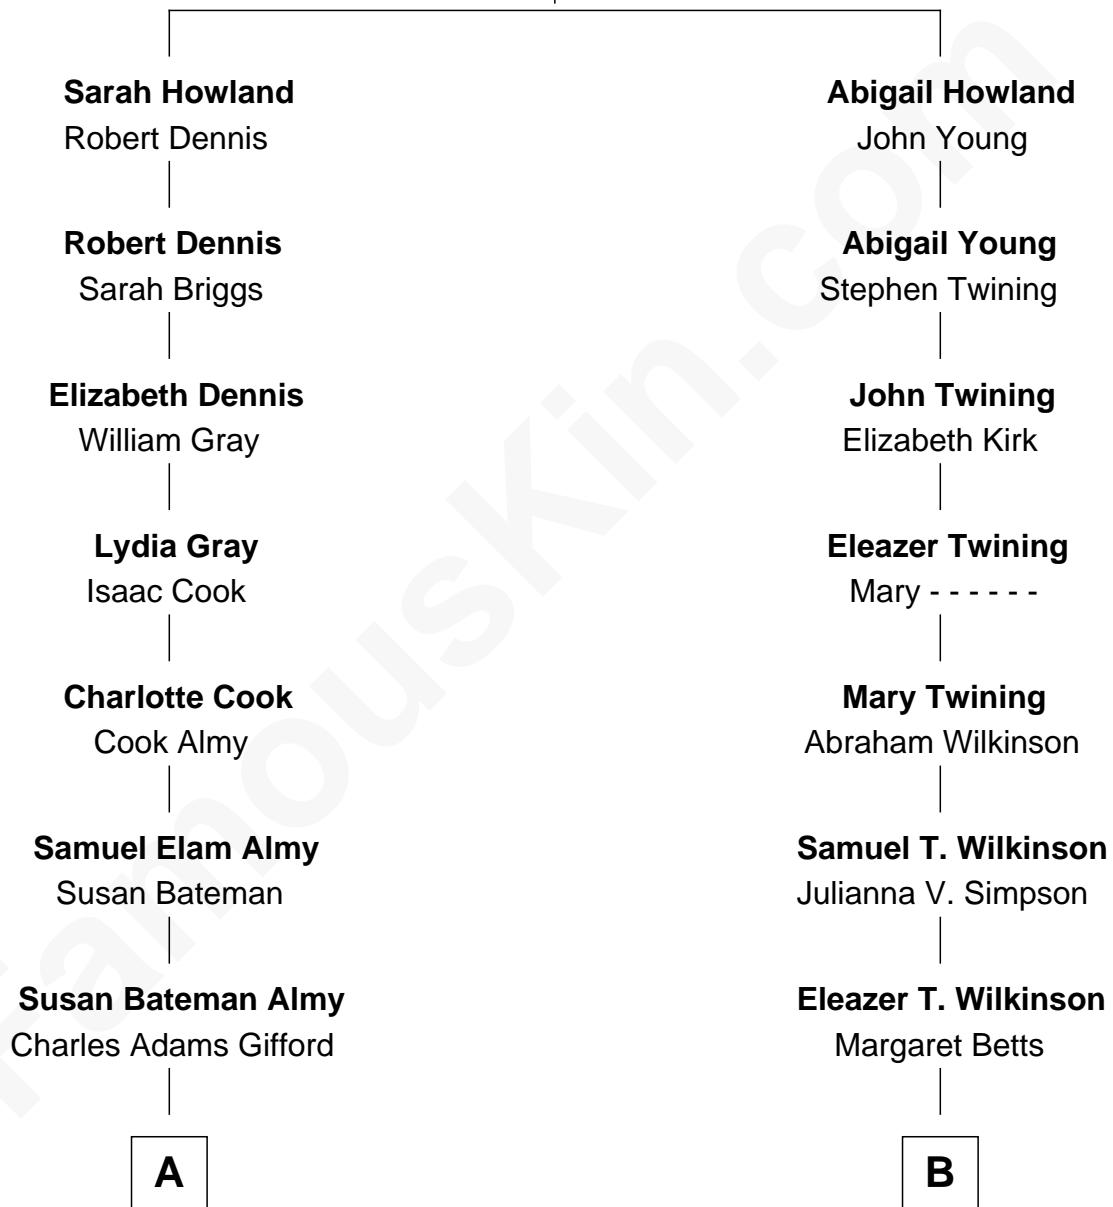 Sarah Howland
Robert Dennis
Robert Dennis
Sarah Briggs
Elizabeth Dennis
William Gray
Lydia Gray
Isaac Cook
Charlotte Cook
Cook Almy
Samuel Elam Almy
Susan Bateman
Susan Bateman Almy
Charles Adams Gifford
A
Abigail Howland
John Young
Abigail Young
Stephen Twining
John Twining
Elizabeth Kirk
Eleazer Twining
Mary - - - - - -
Mary Twining
Abraham Wilkinson
Samuel T. Wilkinson
Julianna V. Simpson
Eleazer T. Wilkinson
Margaret Betts
B
FamousKin.com